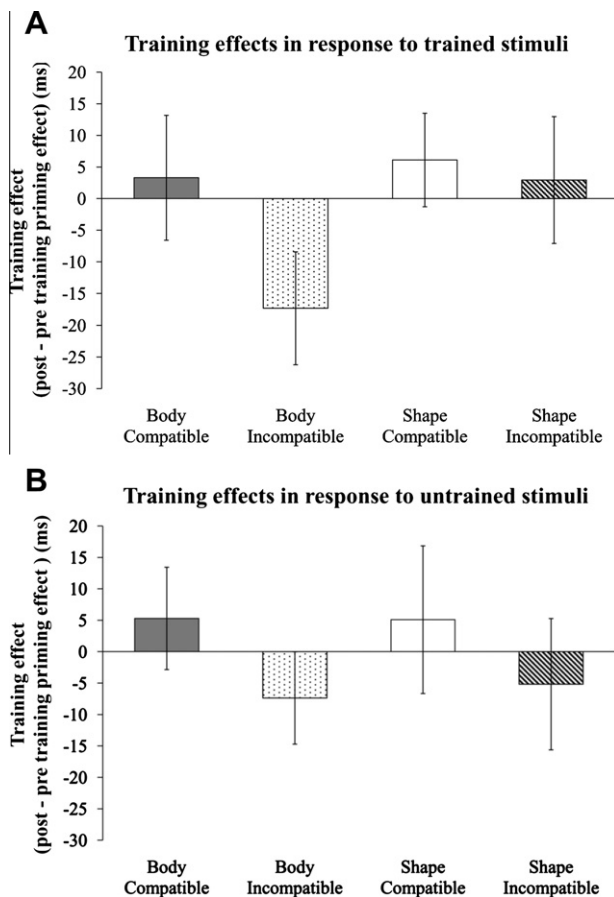 A
Training effects in response to trained stimuli
Training effect
(post - pre training priming effect) (ms)
20
15
10
5
0
-5
-10
-15
-20
-25
-30
Body
Compatible
Body
Incompatible
Shape
Compatible
Shape
Incompatible
B
Training effects in response to untrained stimuli
Training effect
(post - pre training priming effect ) (ms)
20
15
10
5
0
-5
-10
-15
-20
-25
-30
Body
Compatible
Body
Incompatible
Shape
Compatible
Shape
Incompatible